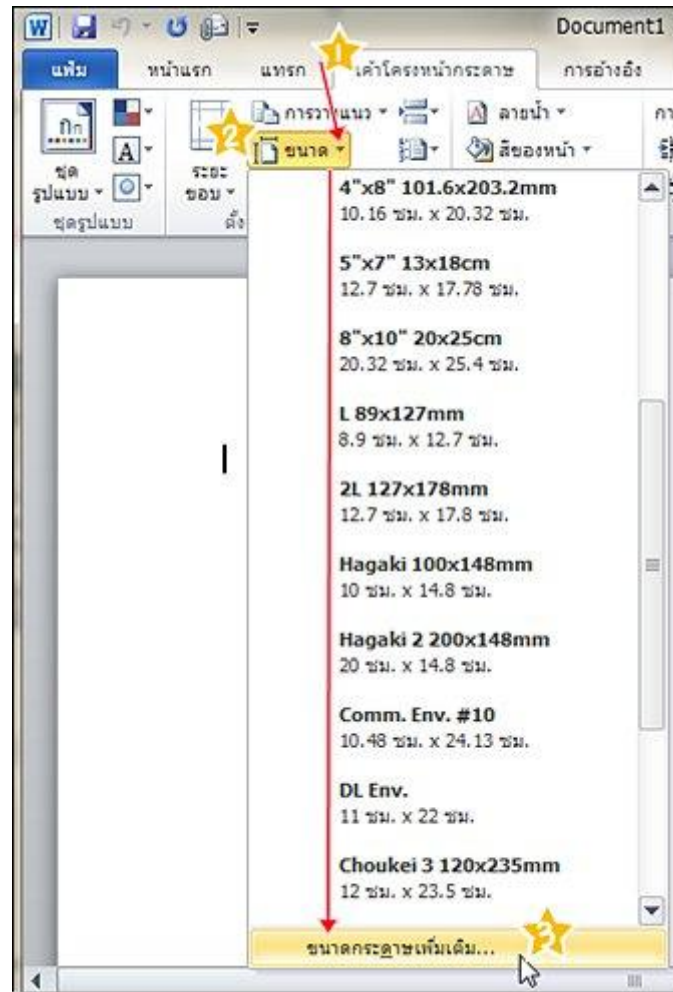 Document1
แฟ้ม หน้าแรก แทรก เค้าโครงหน้ากระดาษ การอ้างอิง
1
การวางแนว ลายน้ำ
2
ขนาด สีของหน้า
ชุด
รูปแบบ
ระยะ
ขอบ
ชุดรูปแบบ
4"x8" 101.6x203.2mm
10.16 ซม. x 20.32 ซม.
5"x7" 13x18cm
12.7 ซม. x 17.78 ซม.
8"x10" 20x25cm
20.32 ซม. x 25.4 ซม.
L 89x127mm
8.9 ซม. x 12.7 ซม.
2L 127x178mm
12.7 ซม. x 17.8 ซม.
Hagaki 100x148mm
10 ซม. x 14.8 ซม.
Hagaki 2 200x148mm
20 ซม. x 14.8 ซม.
Comm. Env. #10
10.48 ซม. x 24.13 ซม.
DL Env.
11 ซม. x 22 ซม.
Choukei 3 120x235mm
12 ซม. x 23.5 ซม.
ขนาดกระดาษเพิ่มเติม...
3